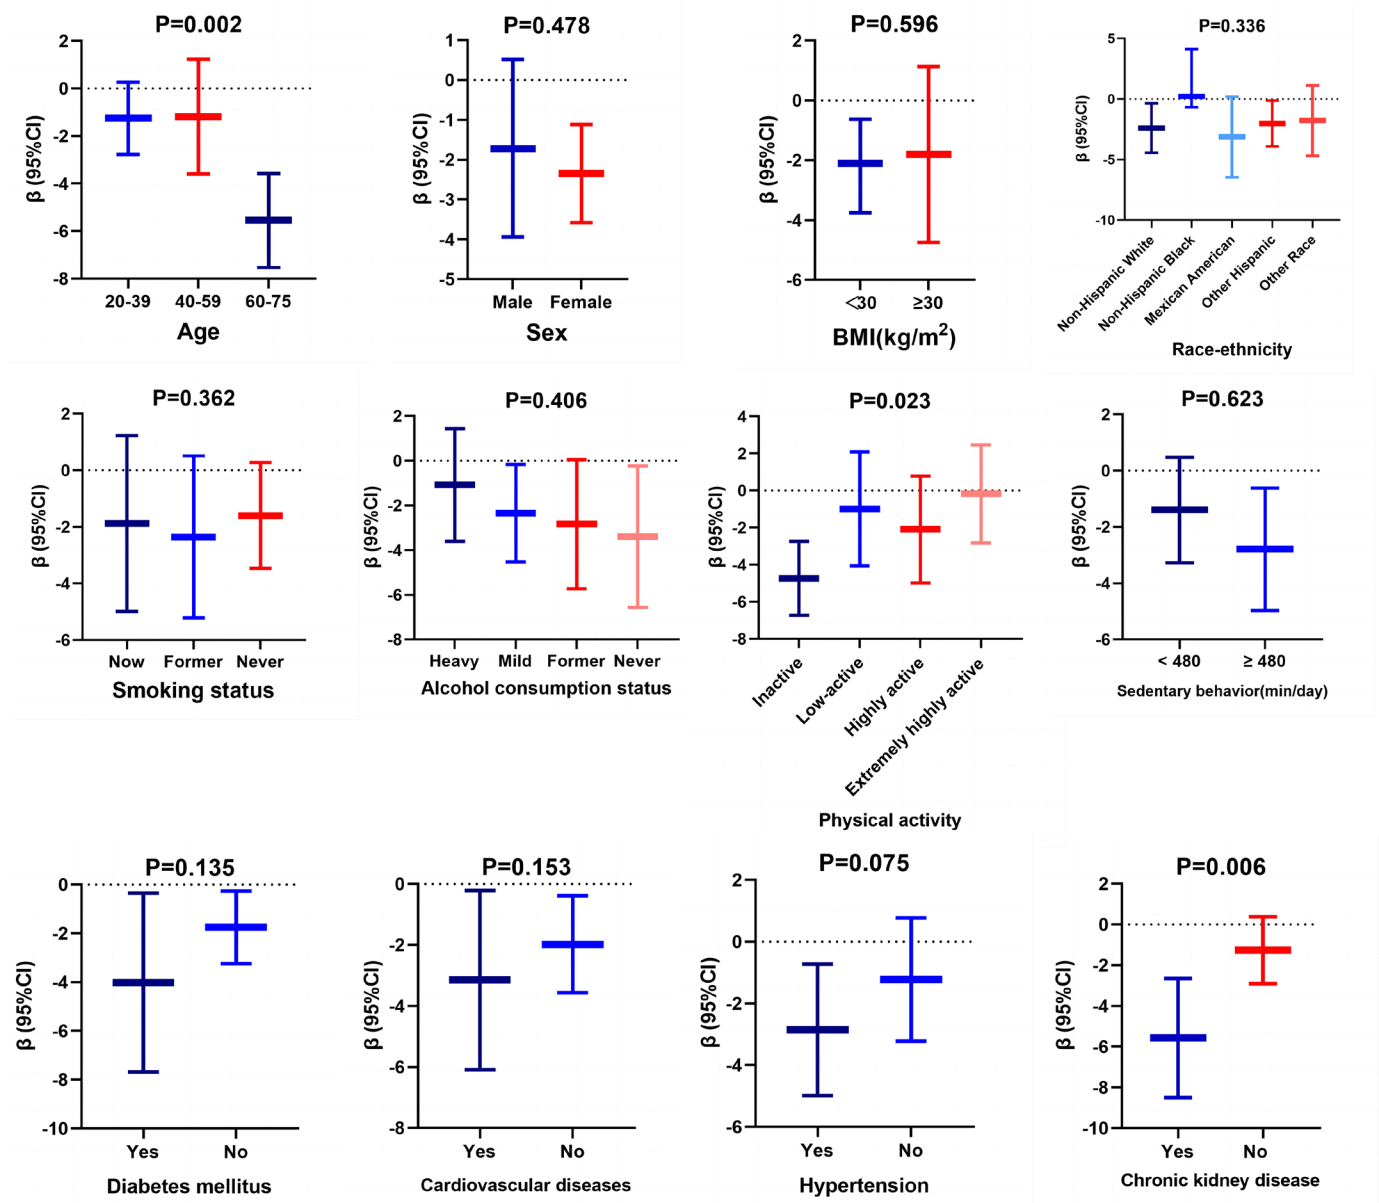 P=0.002
2
0
-2
-4
-6
-8
β (95%CI)
20-39 40-59 60-75
Age
P=0.478
1
0
-1
-2
-3
-4
-5
β (95%CI)
Male Female
Sex
P=0.596
2
0
-2
-4
-6
β (95%CI)
<30 ≥30
BMI(kg/m²)
P=0.336
5
0
-5
-10
β (95%CI)
Non-Hispanic White
Non-Hispanic Black
Mexican American
Other Hispanic
Other Race
Race-ethnicity
P=0.362
2
0
-2
-4
-6
β (95%CI)
Now Former Never
Smoking status
P=0.406
2
0
-2
-4
-6
-8
β (95%CI)
Heavy Mild Former Never
Alcohol consumption status
P=0.023
4
2
0
-2
-4
-6
-8
β (95%CI)
Inactive
Low-active
Highly active
Extremely highly active
Physical activity
P=0.623
2
0
-2
-4
-6
β (95%CI)
< 480 ≥ 480
Sedentary behavior(min/day)
P=0.135
0
-2
-4
-6
-8
-10
β (95%CI)
Yes No
Diabetes mellitus
P=0.153
0
-2
-4
-6
-8
β (95%CI)
Yes No
Cardiovascular diseases
P=0.075
2
0
-2
-4
-6
β (95%CI)
Yes No
Hypertension
P=0.006
2
0
-2
-4
-6
-8
-10
β (95%CI)
Yes No
Chronic kidney disease